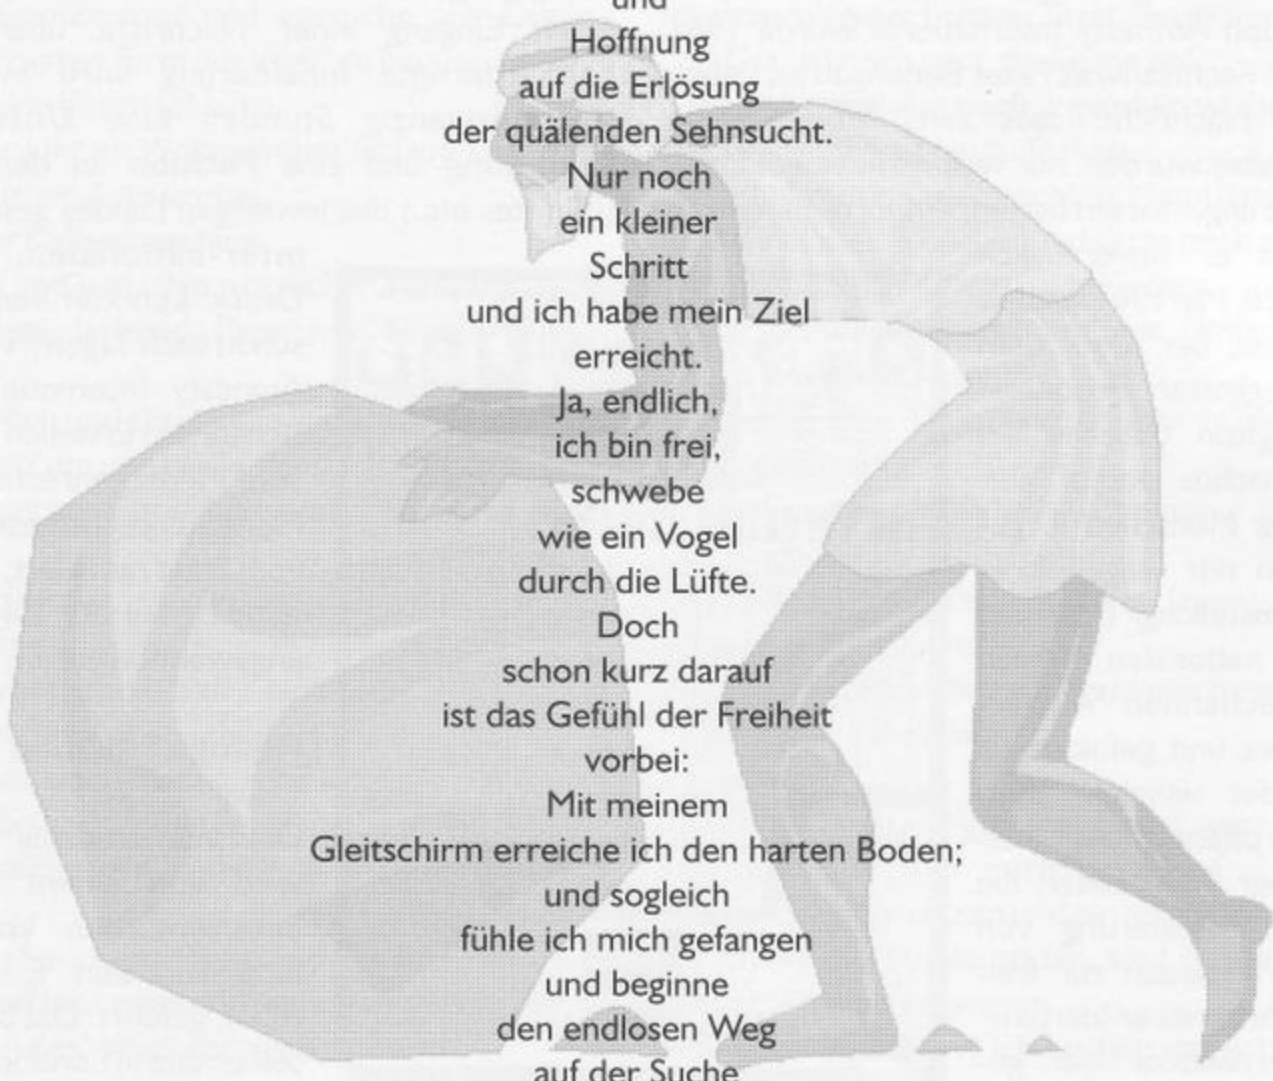 und
Hoffnung
auf die Erlösung
der quälenden Sehnsucht.
Nur noch
ein kleiner
Schritt
und ich habe mein Ziel
erreicht.
Ja, endlich,
ich bin frei,
schwebe
wie ein Vogel
durch die Lüfte.
Doch
schon kurz darauf
ist das Gefühl der Freiheit
vorbei:
Mit meinem
Gleitschirm erreiche ich den harten Boden;
und sogleich
fühle ich mich gefangen
und beginne
den endlosen Weg
auf der Suche